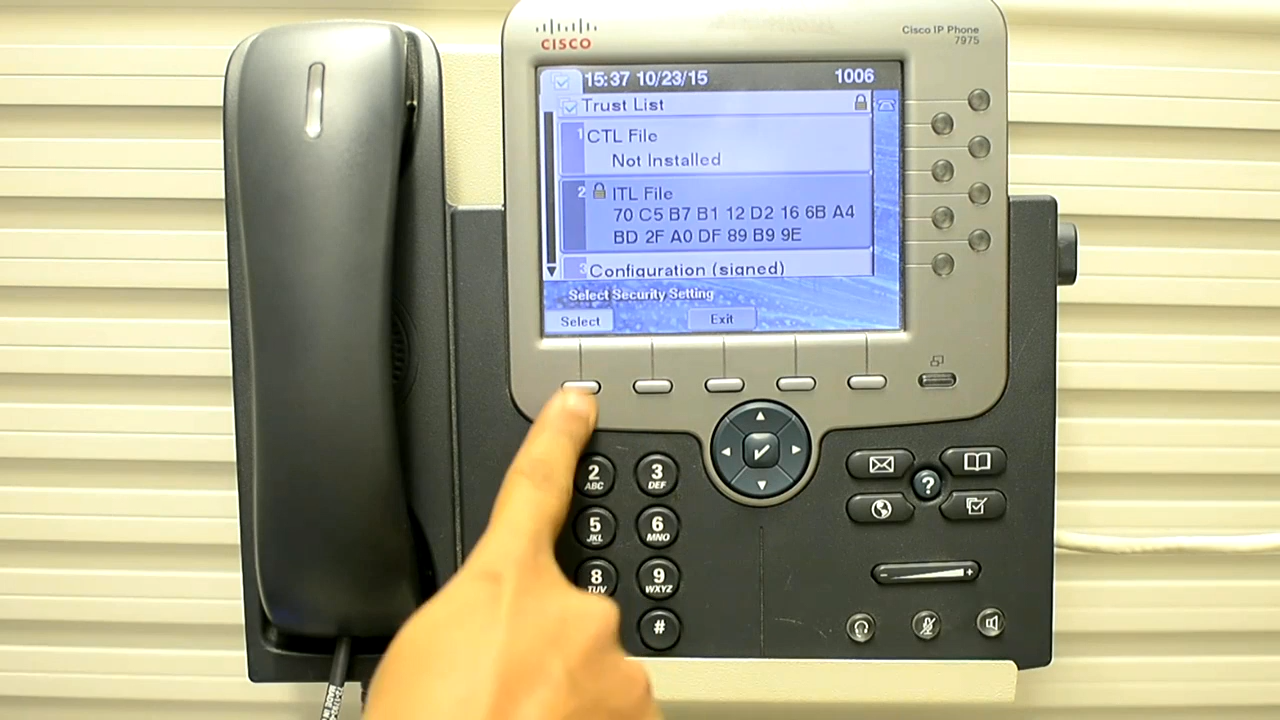 CISCO
Cisco IP Phone
7975
15:37 10/23/15
1006
Trust List
1 CTL File
Not Installed
2 ITL File
70 C5 B7 B1 12 D2 16 6B A4
BD 2F A0 DF 89 B9 9E
3 Configuration (signed)
Select Security Setting
Select
Exit
2 ABC
3 DEF
5 JKL
6 MNO
8 TUV
9 WXYZ
#
?
- +